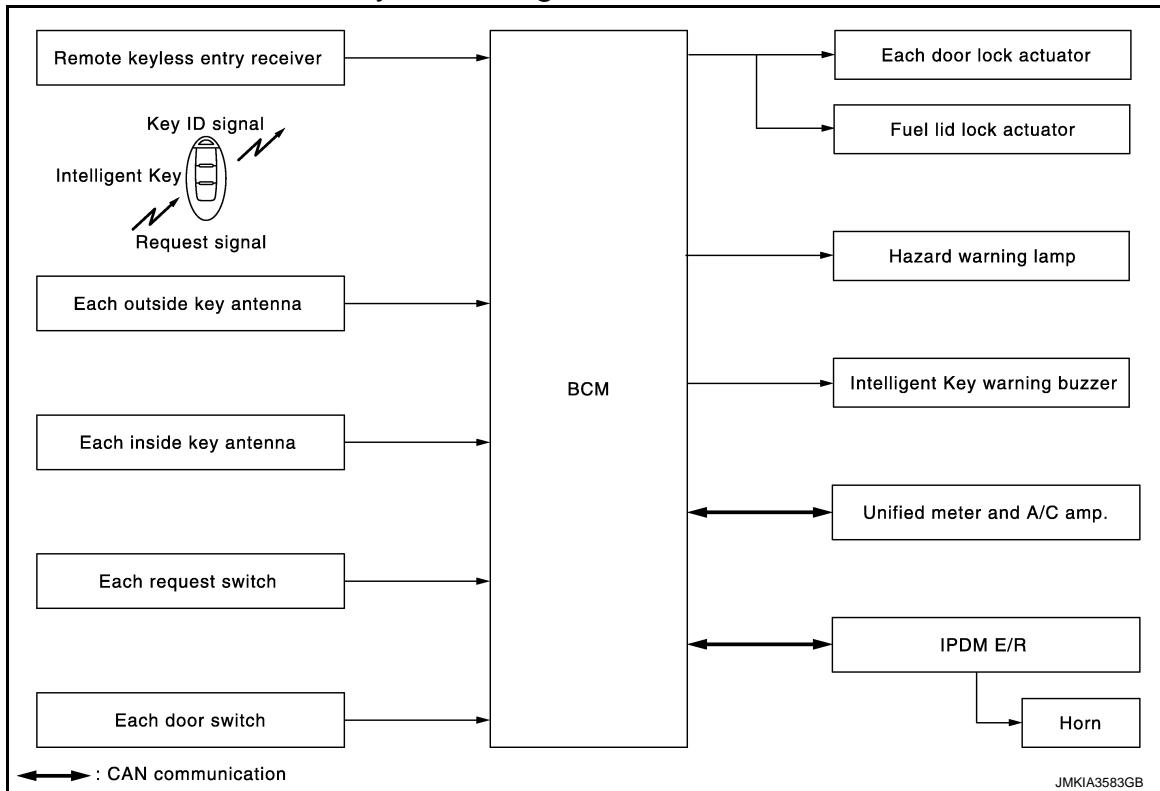 Remote keyless entry receiver
Key ID signal
Intelligent Key
Request signal
Each outside key antenna
Each inside key antenna
Each request switch
Each door switch
BCM
Each door lock actuator
Fuel lid lock actuator
Hazard warning lamp
Intelligent Key warning buzzer
Unified meter and A/C amp.
IPDM E/R
Horn
: CAN communication
JMKIA3583GB